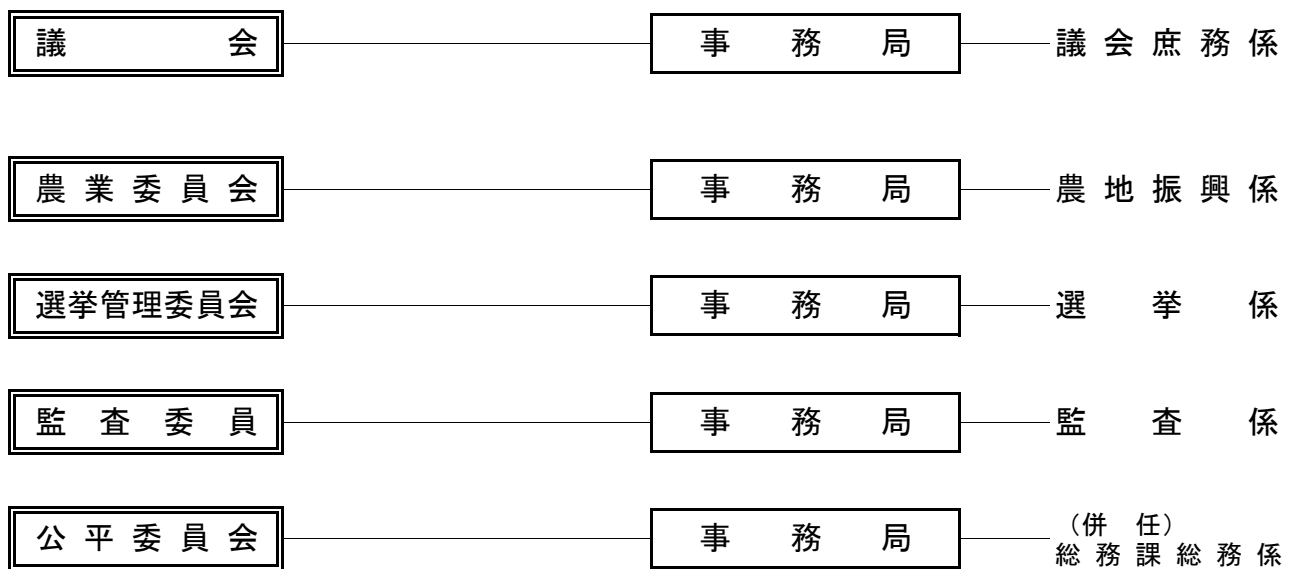 議会 事務局 議会庶務係
農業委員会 事務局 農地振興係
選挙管理委員会 事務局 選挙係
監査委員 事務局 監査係
公平委員会 事務局 （併任）
総務課総務係